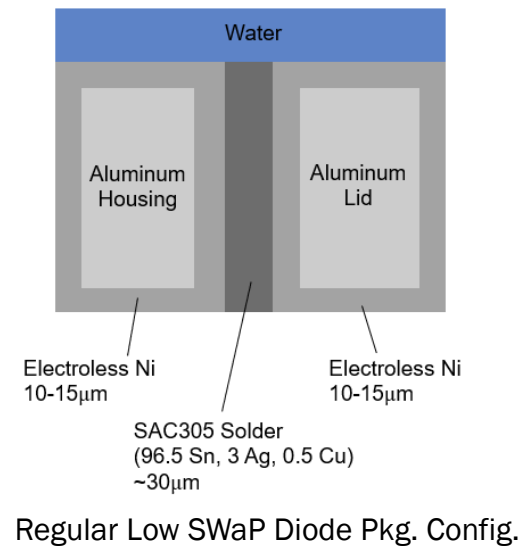 Water
Aluminum
Housing
Aluminum
Lid
Electroless Ni
10-15μm
Electroless Ni
10-15μm
SAC305 Solder
(96.5 Sn, 3 Ag, 0.5 Cu)
~30μm
Regular Low SWaP Diode Pkg. Config.